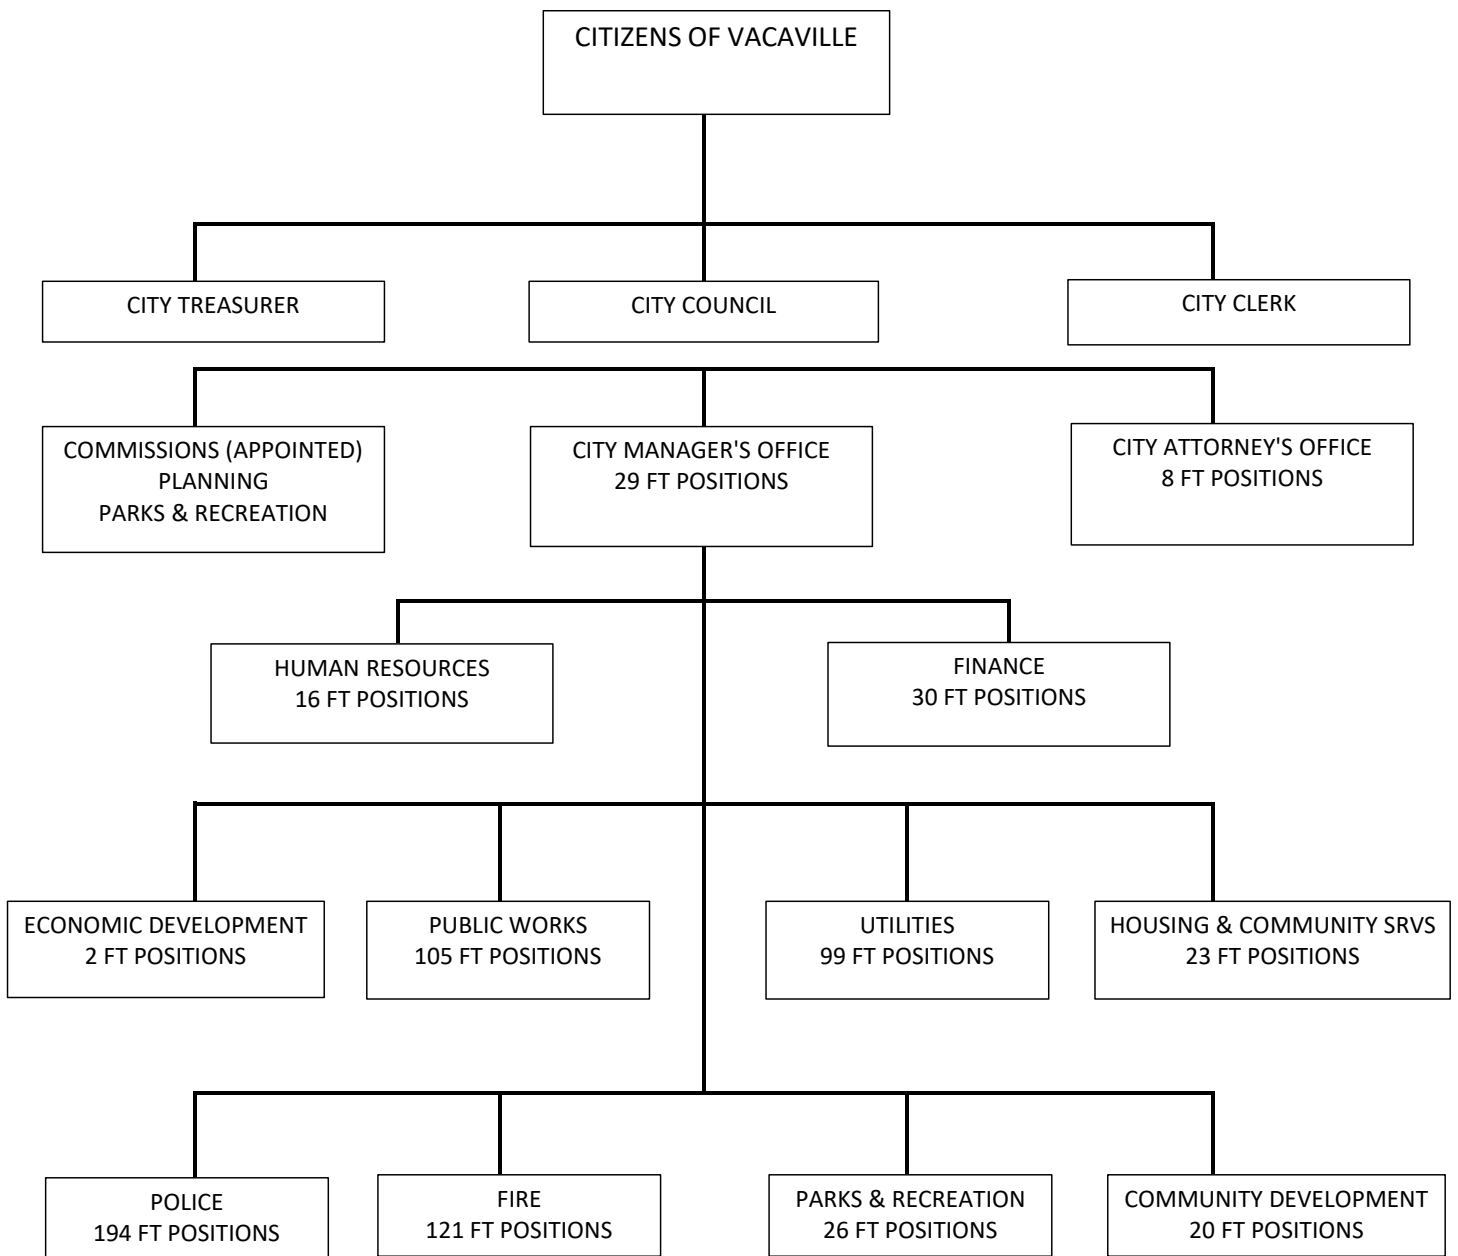 CITIZENS OF VACAVILLE
CITY TREASURER
CITY COUNCIL
CITY CLERK
COMMISSIONS (APPOINTED)
PLANNING
PARKS & RECREATION
CITY MANAGER'S OFFICE
29 FT POSITIONS
CITY ATTORNEY'S OFFICE
8 FT POSITIONS
HUMAN RESOURCES
16 FT POSITIONS
FINANCE
30 FT POSITIONS
ECONOMIC DEVELOPMENT
2 FT POSITIONS
PUBLIC WORKS
105 FT POSITIONS
UTILITIES
99 FT POSITIONS
HOUSING & COMMUNITY SRVS
23 FT POSITIONS
POLICE
194 FT POSITIONS
FIRE
121 FT POSITIONS
PARKS & RECREATION
26 FT POSITIONS
COMMUNITY DEVELOPMENT
20 FT POSITIONS